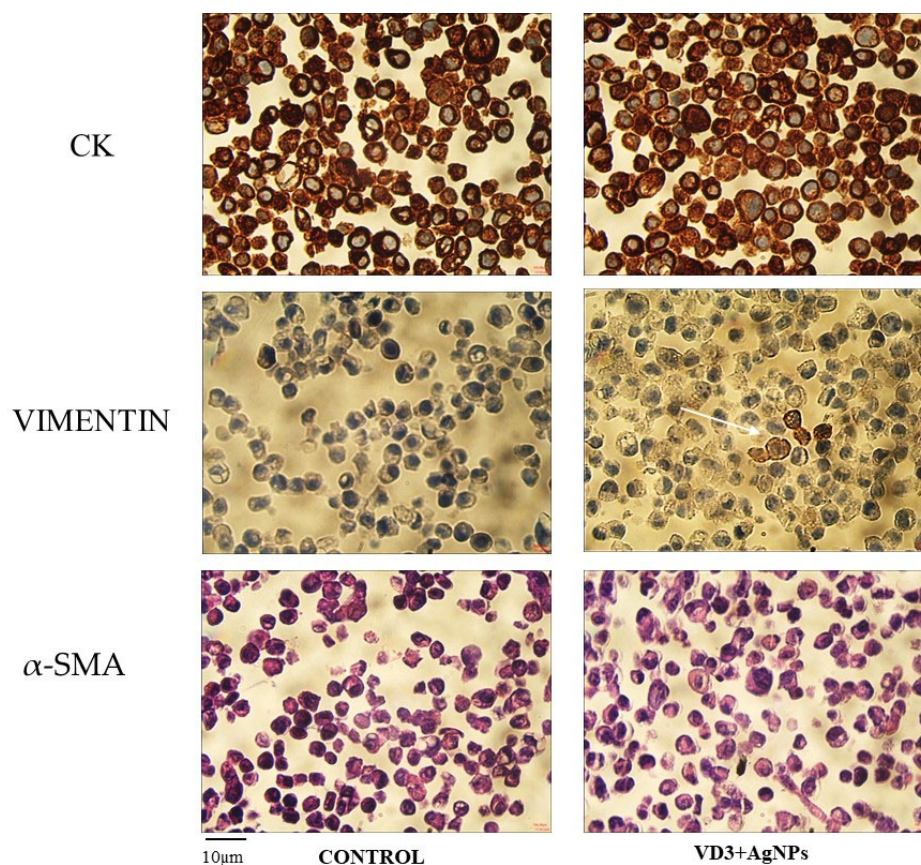 CK
VIMENTIN
α-SMA
10µm
CONTROL
VD3+AgNPs